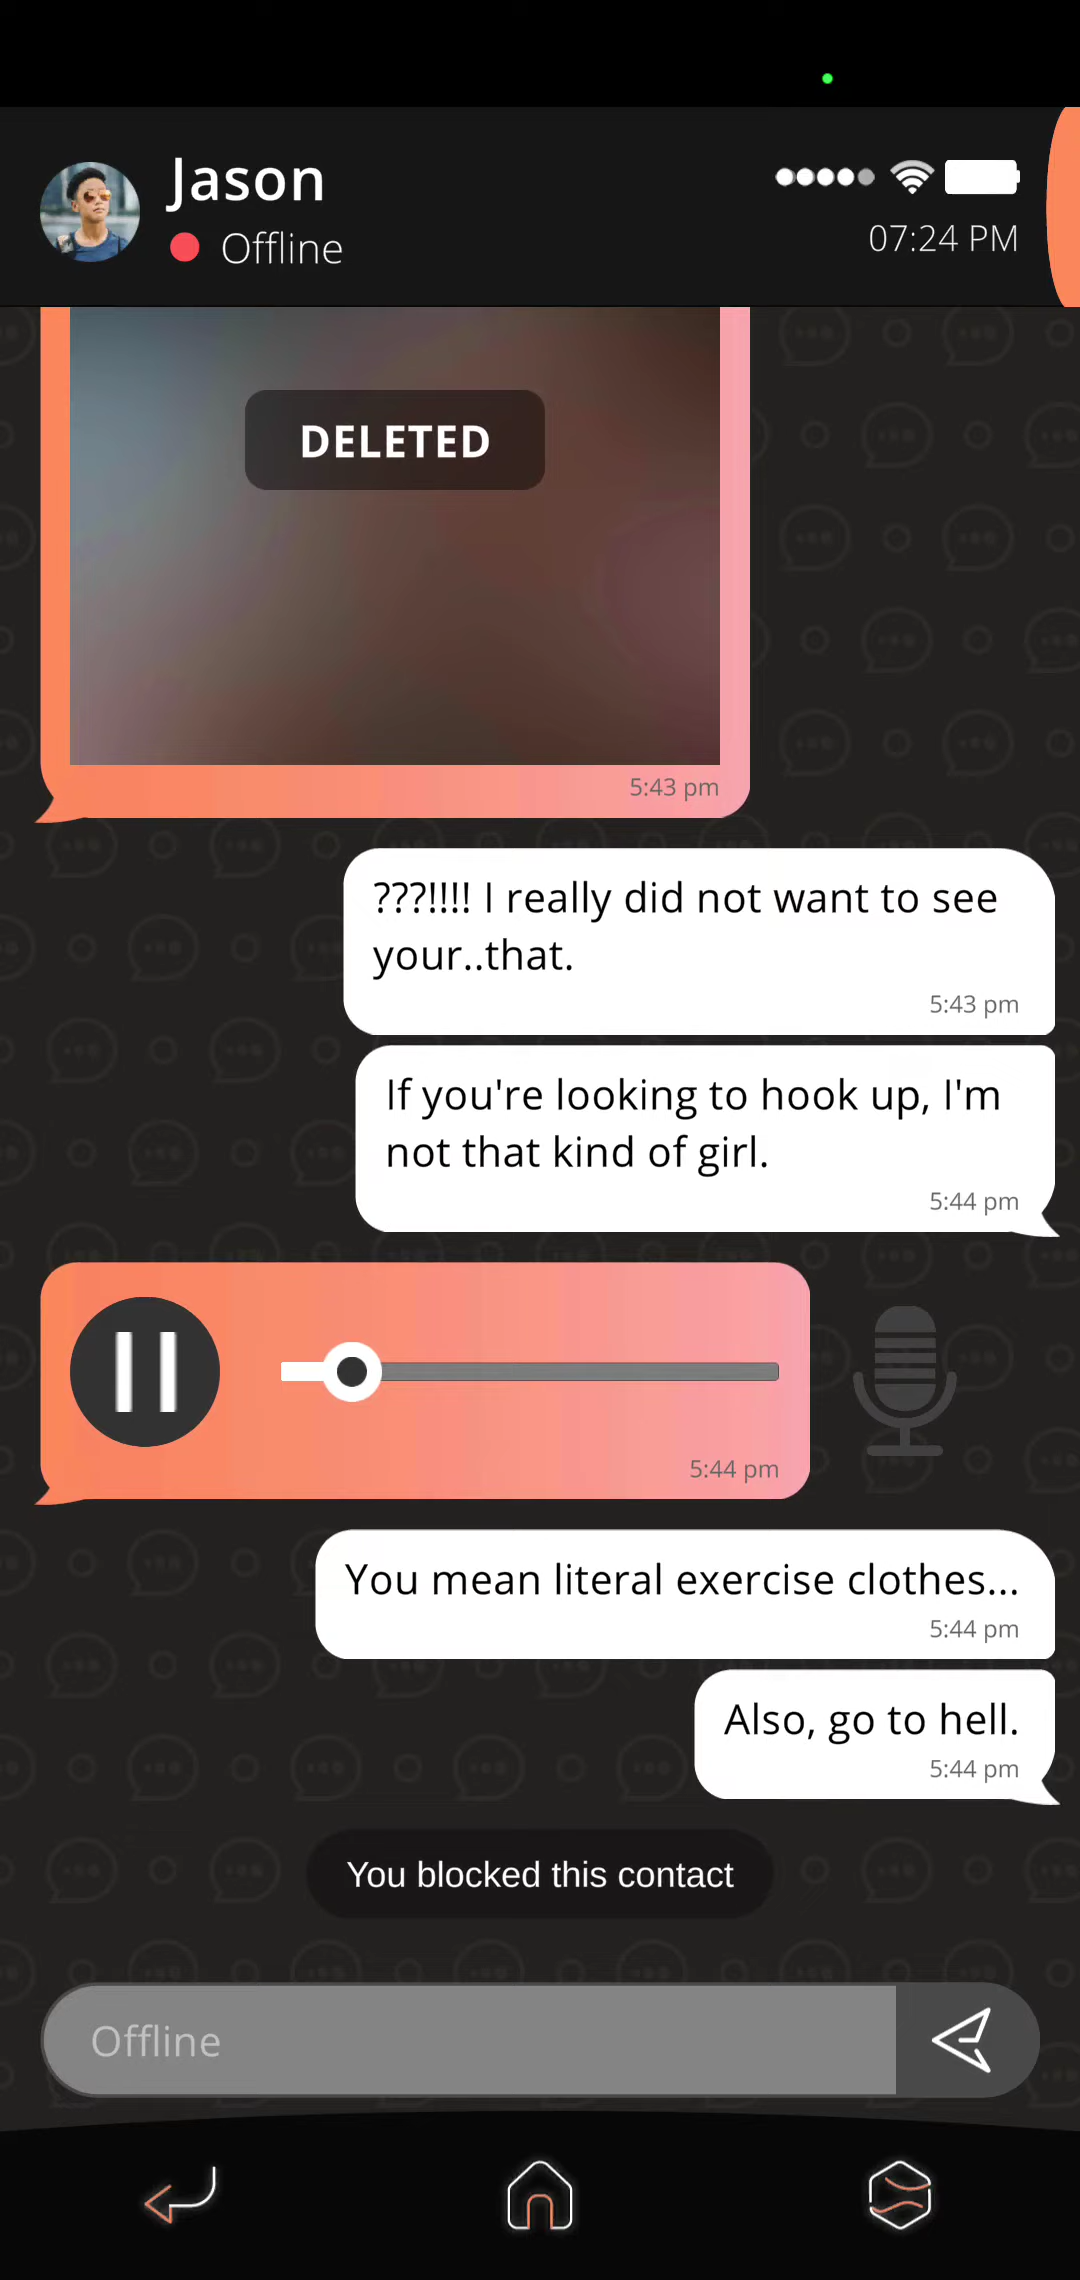 Jason
Offline
07:24 PM
DELETED
5:43 pm
???!!!! I really did not want to see
your..that.
5:43 pm
If you're looking to hook up, I'm
not that kind of girl.
5:44 pm
5:44 pm
You mean literal exercise clothes...
5:44 pm
Also, go to hell.
5:44 pm
You blocked this contact
Offline